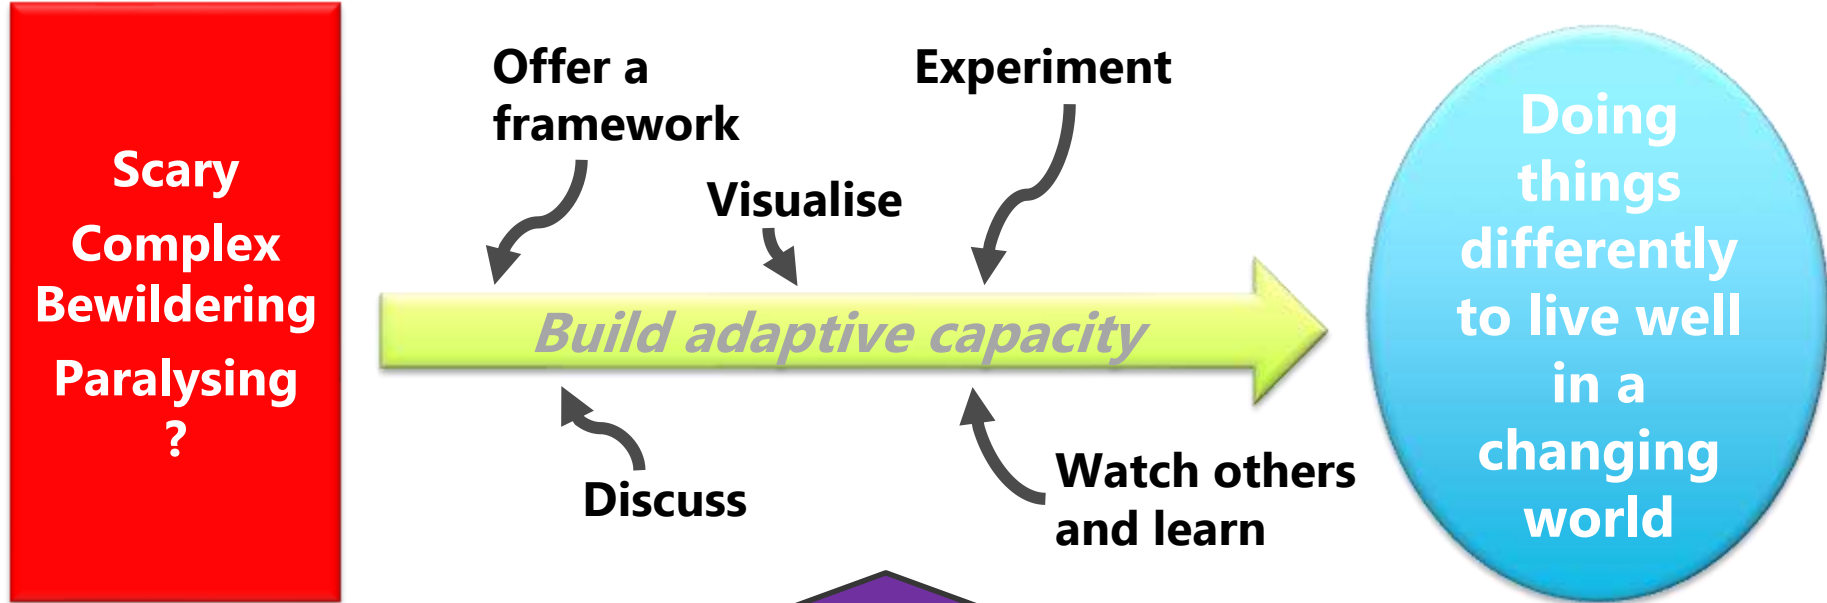 Scary
Complex
Bewildering
Paralysing
?
Offer a
framework
Visualise
Experiment
Build adaptive capacity
Discuss
Watch others
and learn
Doing
things
differently
to live well
in a
changing
world